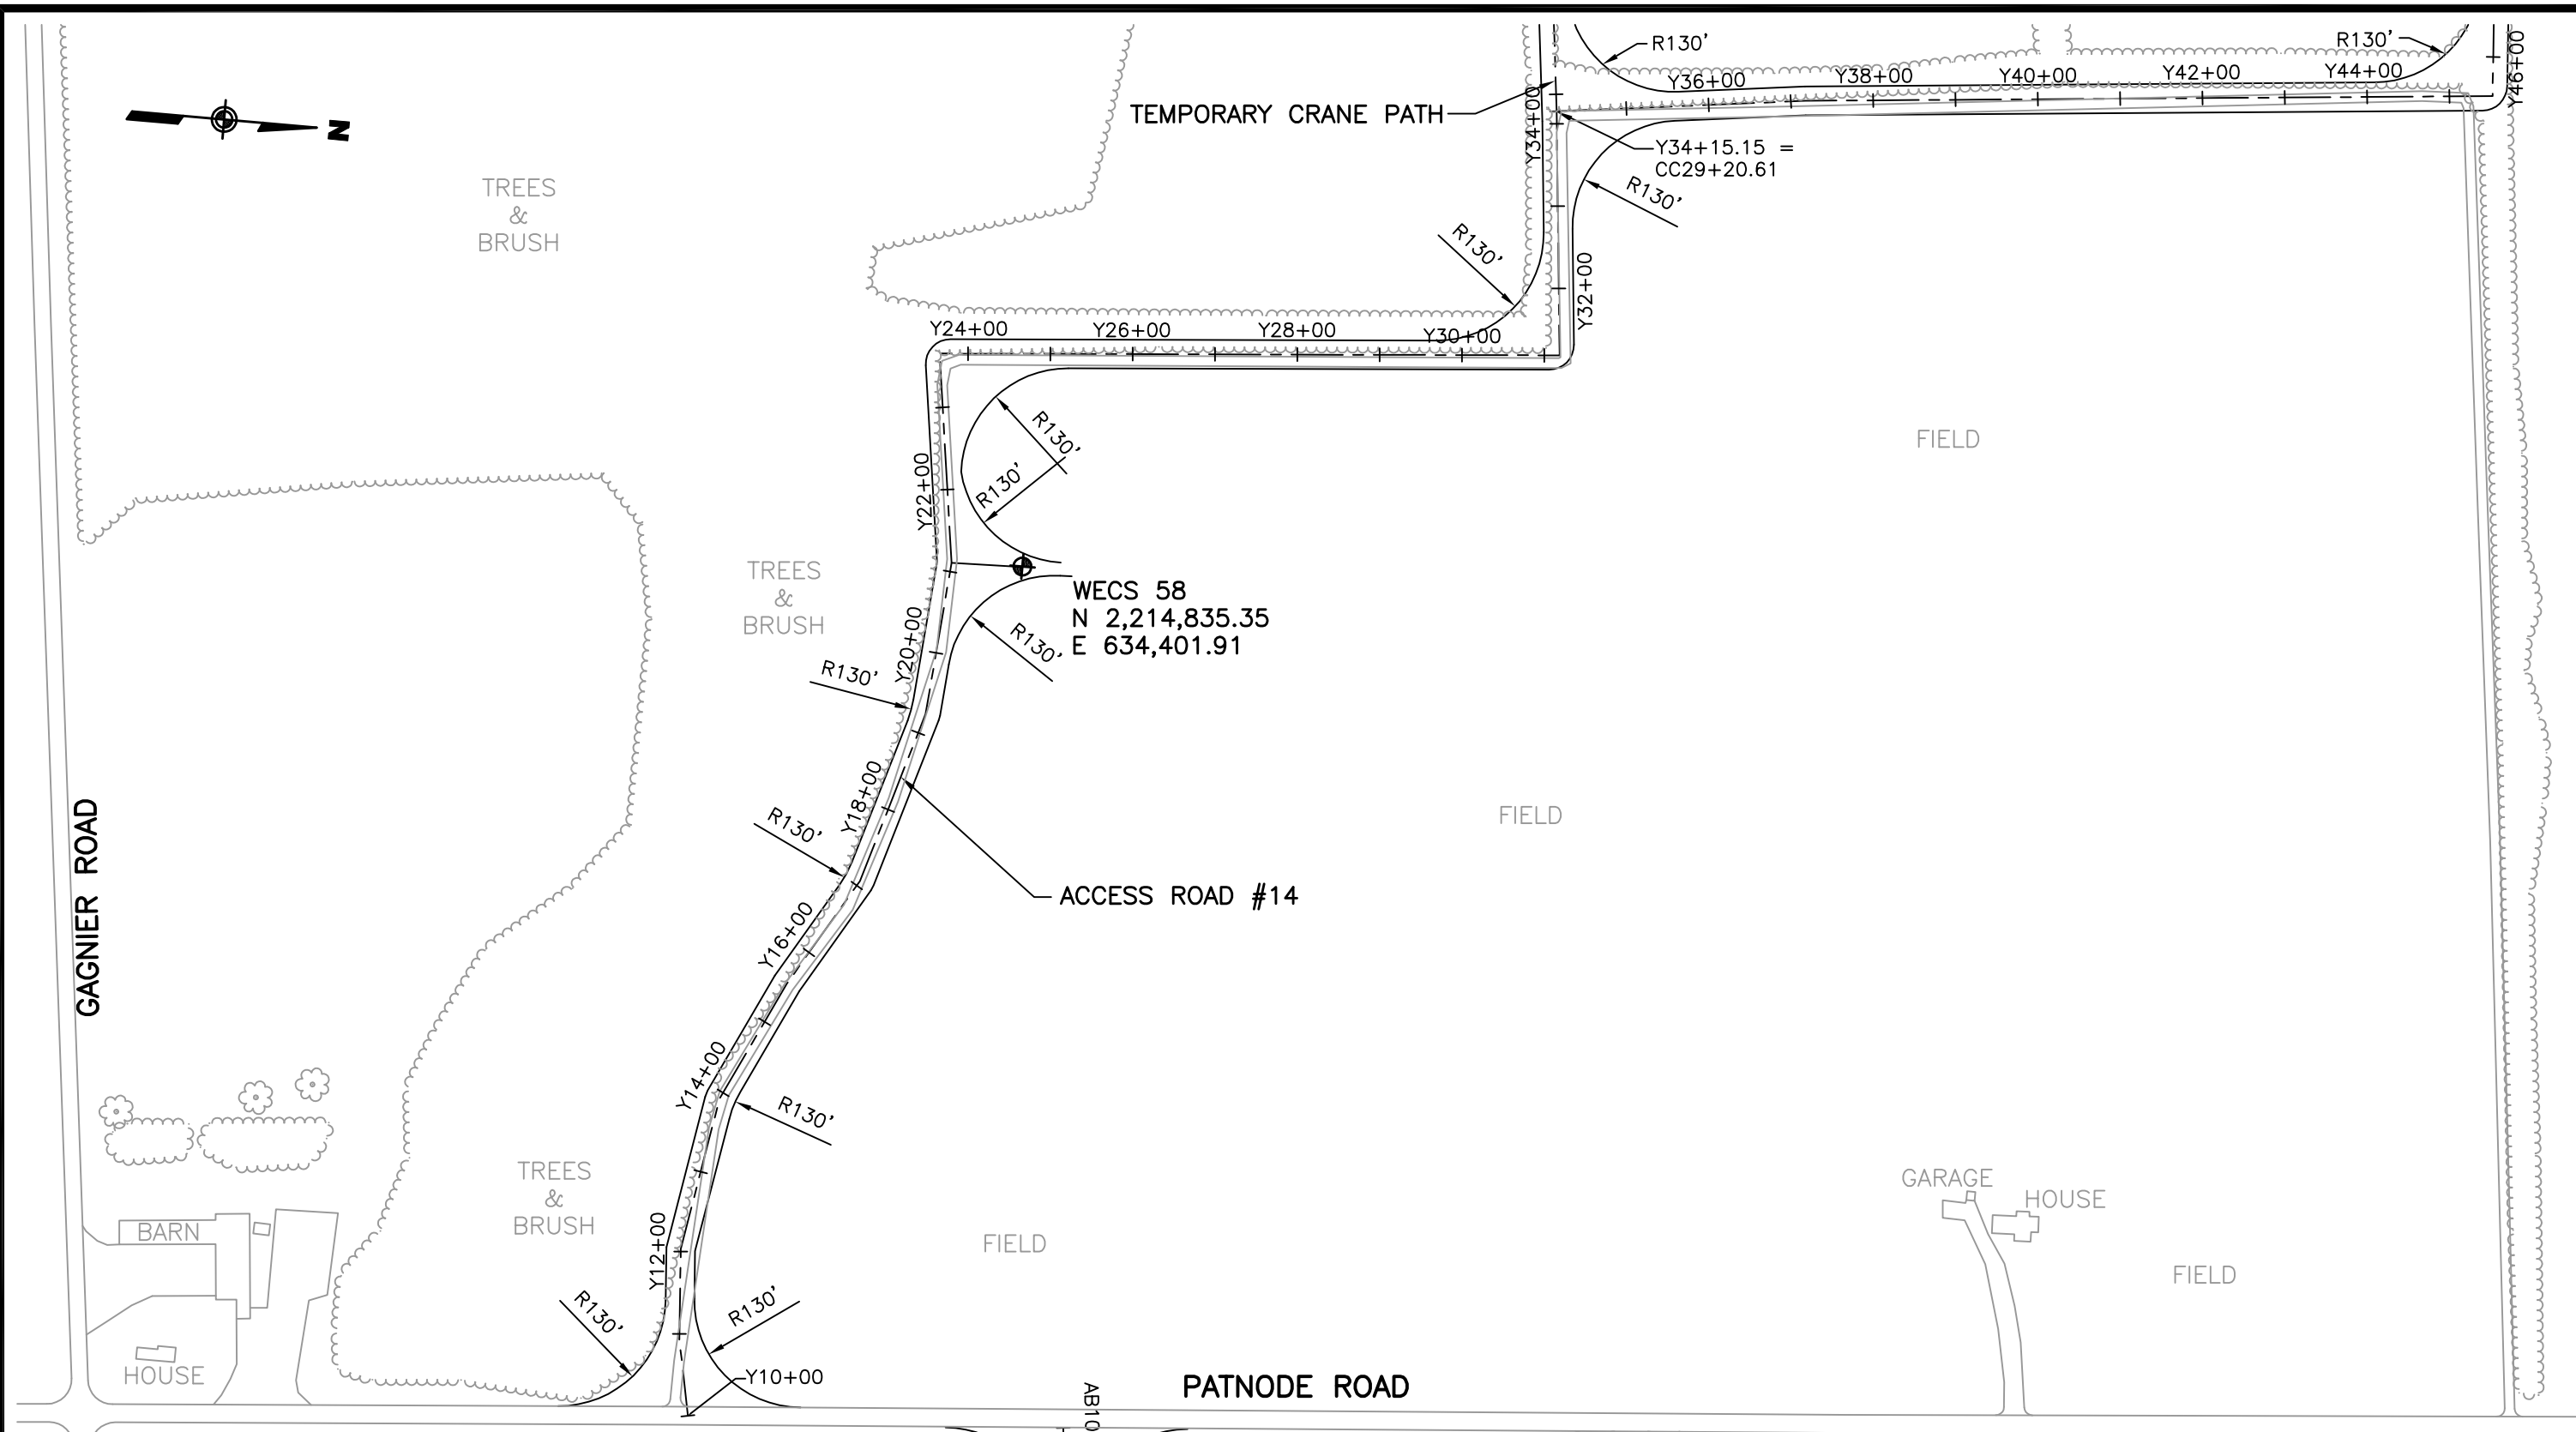 R130'
R130'
Y36+00
Y38+00
Y40+00
Y42+00
Y44+00
Y46+00
TEMPORARY CRANE PATH
Y34+00
Y34+15.15 =
CC29+20.61
N
R130'
TREES
&
BRUSH
R130'
Y32+00
Y24+00
Y26+00
Y28+00
Y30+00
FIELD
R130'
R130'
Y22+00
TREES
&
BRUSH
WECS 58
N 2,214,835.35
E 634,401.91
R130'
Y20+00
R130'
Y18+00
R130'
FIELD
ACCESS ROAD #14
GAGNIER ROAD
Y16+00
Y14+00
R130'
TREES
&
BRUSH
GARAGE
HOUSE
BARN
Y12+00
FIELD
FIELD
R130'
R130'
HOUSE
Y10+00
PATNODE ROAD
AB10